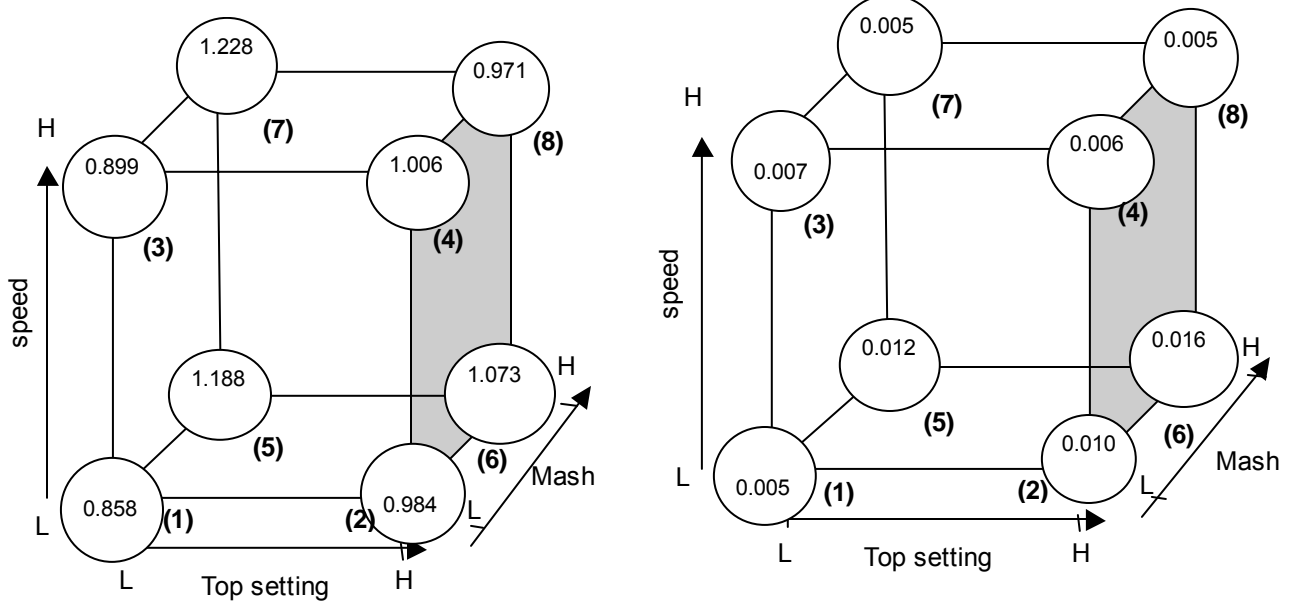 1.228
0.971
H
(7)
(8)
0.899
1.006
(3)
(4)
speed
1.188
1.073
H
(5)
(6)
Mash
0.858
(1)
(2)
0.984
L
L
L
H
Top setting
0.005
0.005
H
(7)
(8)
0.007
0.006
(3)
(4)
speed
0.012
0.016
H
(5)
(6)
Mash
0.010
L
0.005
(1)
(2)
L
L
H
Top setting